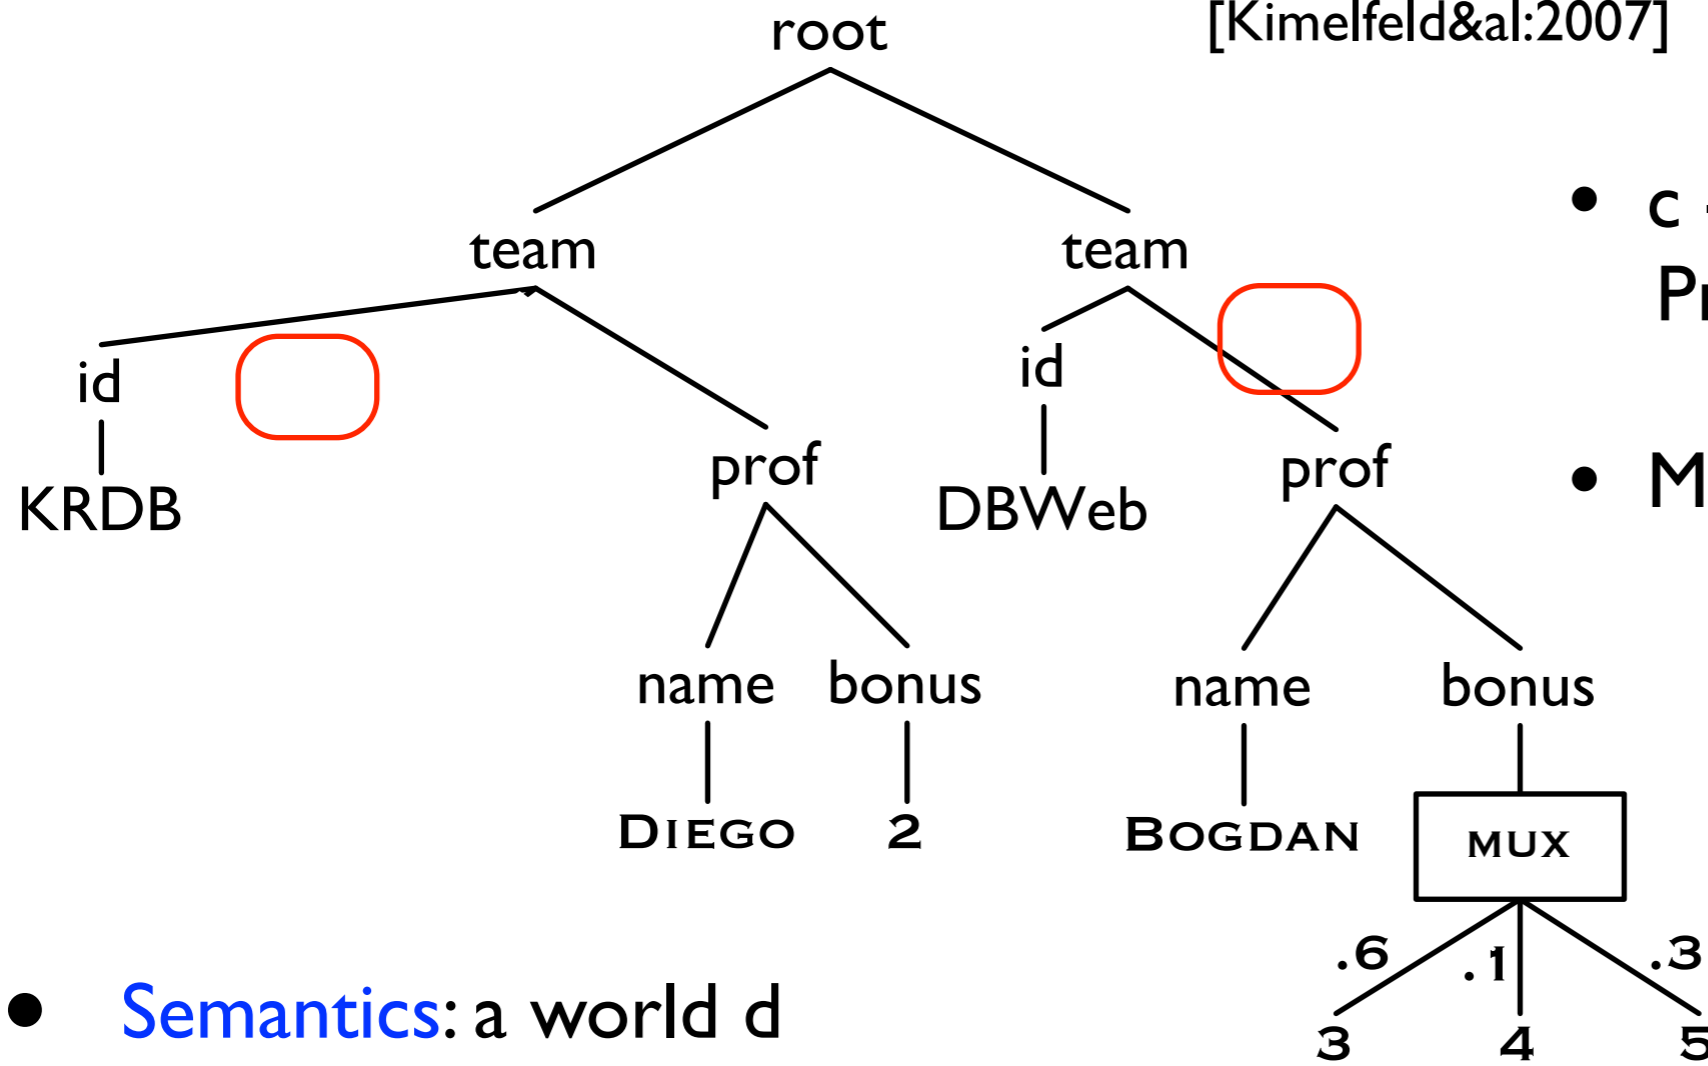 root
[Kimelfeld&al:2007]
team
team
• c
id
id
prof
prof
• M
KRDB
DBWeb
name
bonus
name
bonus
DIEGO
2
BOGDAN
MUX
.6
.1
.3
• Semantics: a world d
3
4
5